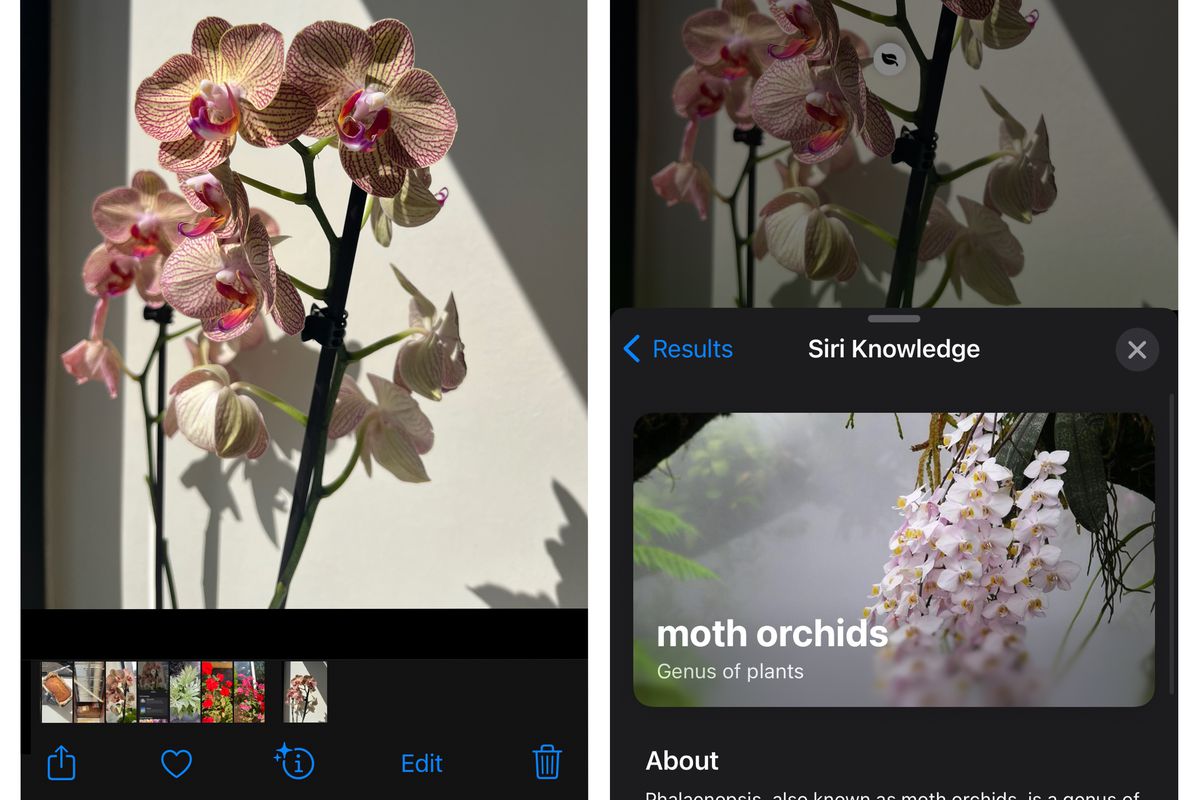 Edit
Results
Siri Knowledge
moth orchids
Genus of plants
About
Phalaenopsis, also known as moth orchids, is a genus of